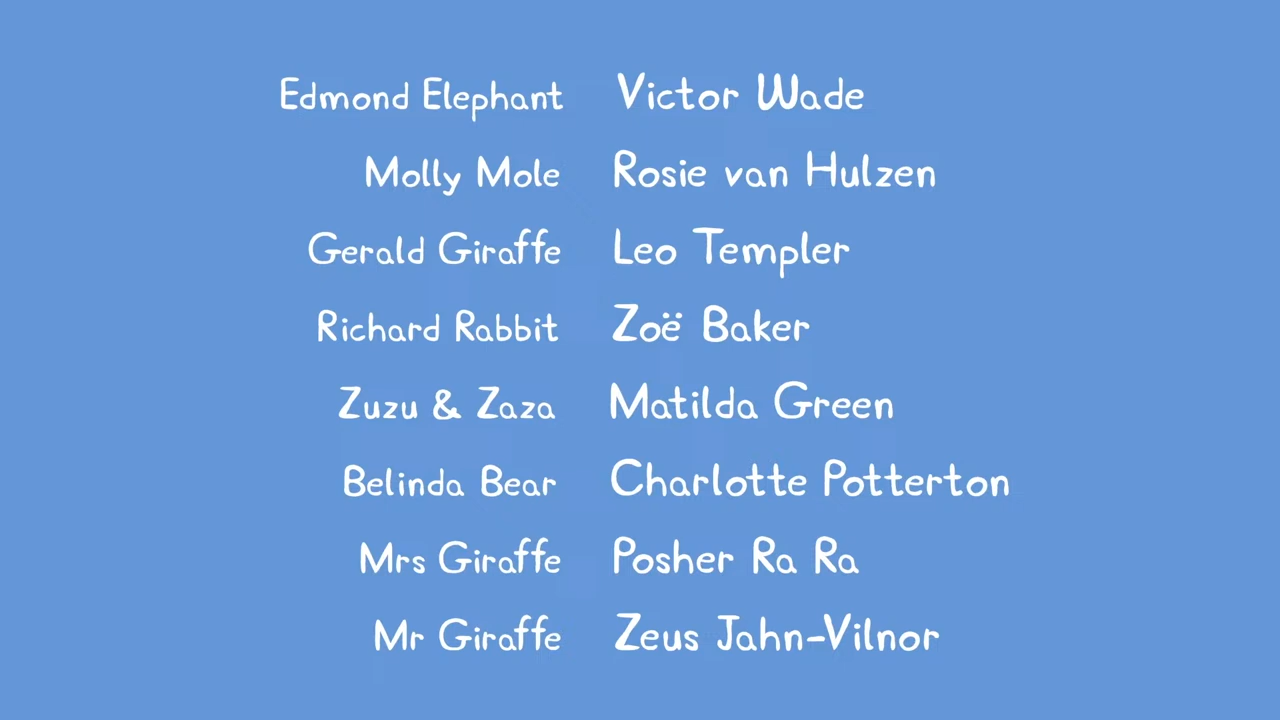 Edmond Elephant Victor Wade
Molly Mole Rosie van Hulzen
Gerald Giraffe Leo Templer
Richard Rabbit Zoë Baker
Zuzu & Zaza Matilda Green
Belinda Bear Charlotte Potterton
Mrs Giraffe Posher Ra Ra
Mr Giraffe Zeus Jahn-Vilnor